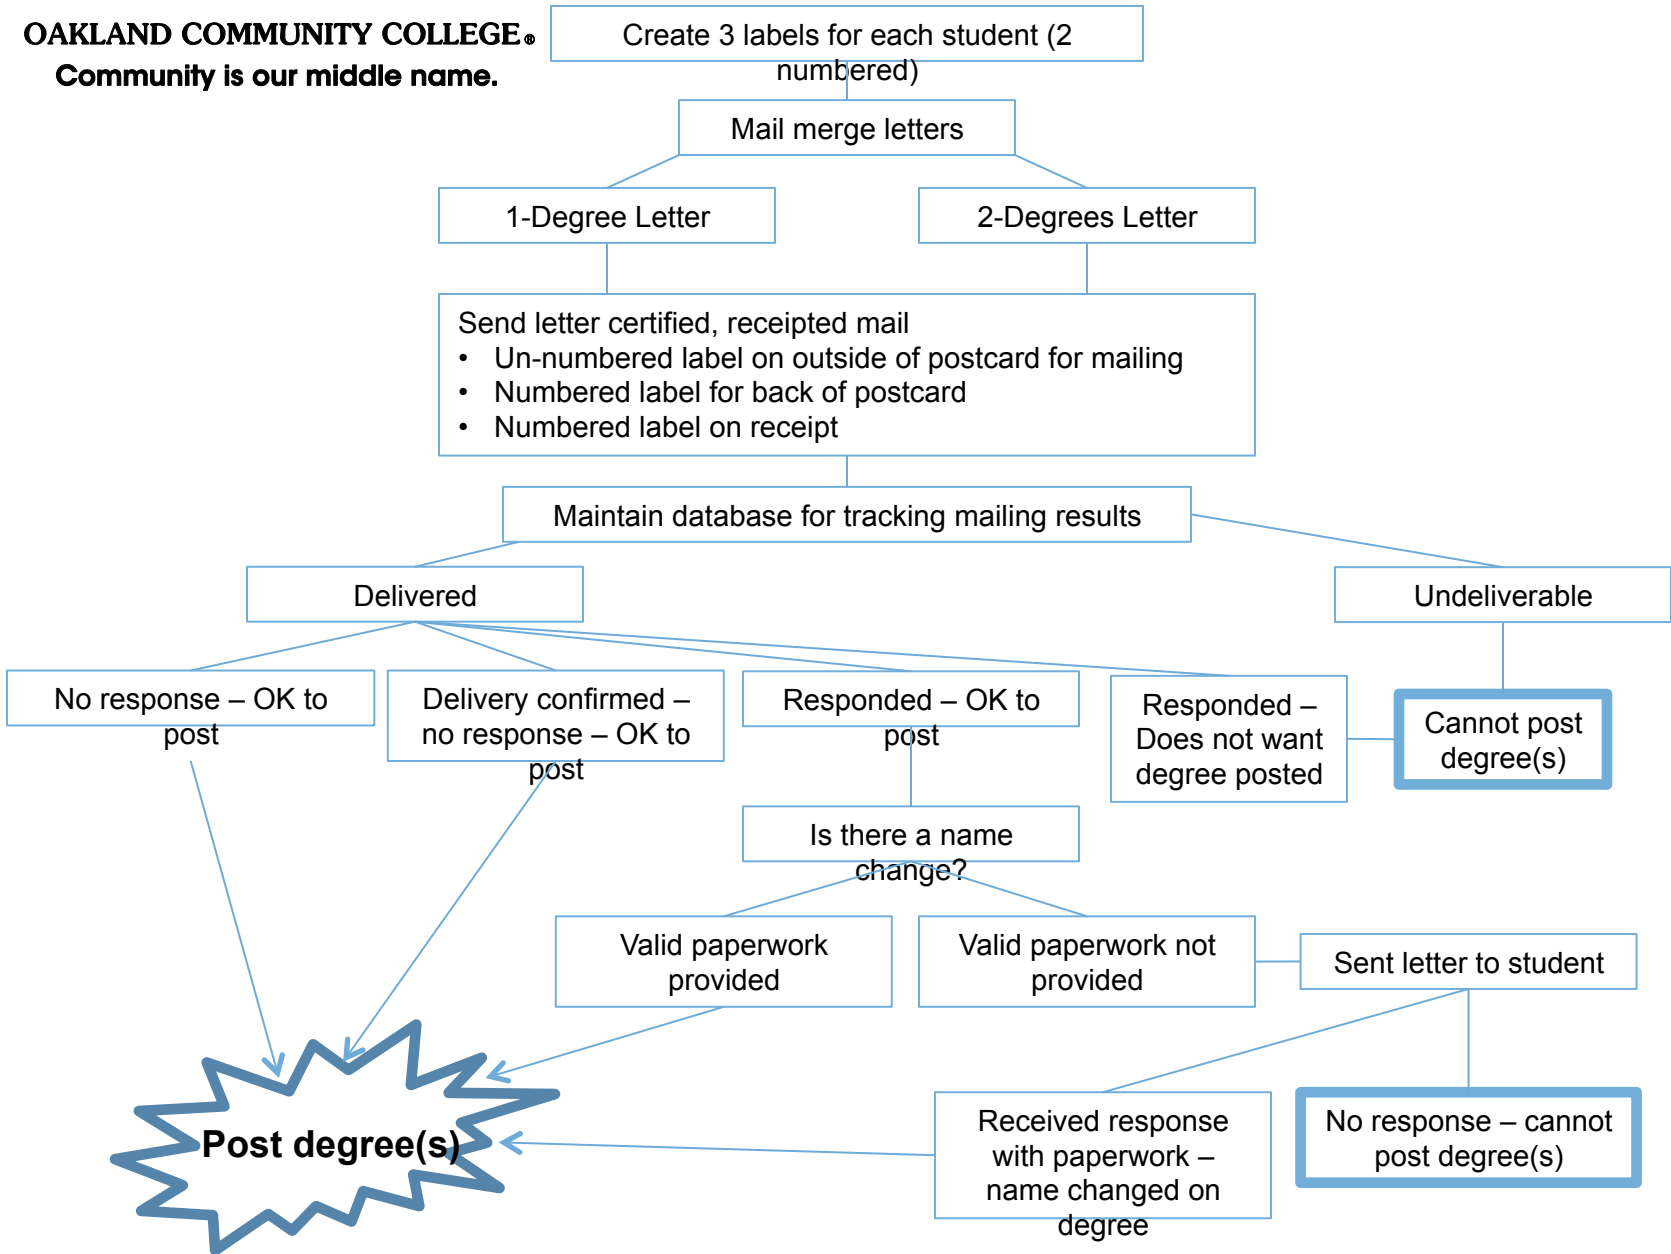 OAKLAND COMMUNITY COLLEGE®
Community is our middle name.
Create 3 labels for each student (2
numbered)
Mail merge letters
1-Degree Letter
2-Degrees Letter
Send letter certified, receipted mail
• Un-numbered label on outside of postcard for mailing
• Numbered label for back of postcard
• Numbered label on receipt
Maintain database for tracking mailing results
Delivered
Undeliverable
No response – OK to
post
Delivery confirmed –
no response – OK to
post
Responded – OK to
post
Responded –
Does not want
degree posted
Cannot post
degree(s)
Is there a name
change?
Valid paperwork
provided
Valid paperwork not
provided
Sent letter to student
Post degree(s)
Received response
with paperwork –
name changed on
degree
No response – cannot
post degree(s)